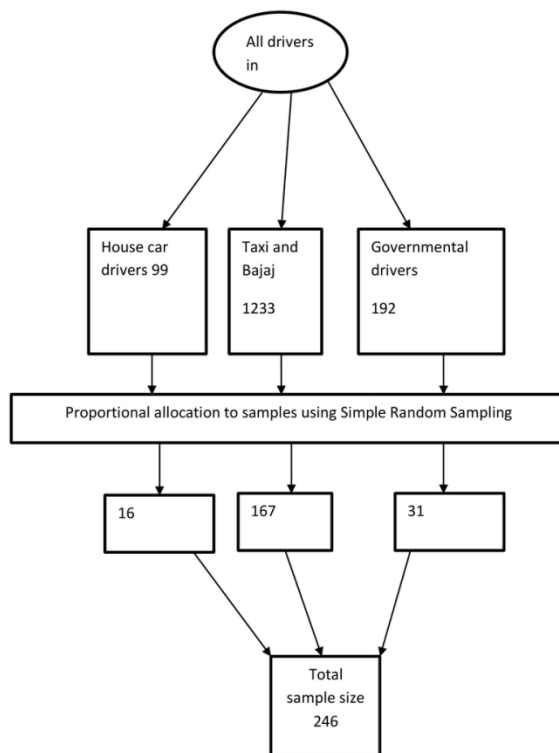 All drivers
in
House car
drivers 99
Taxi and
Bajaj
1233
Governmental
drivers
192
Proportional allocation to samples using Simple Random Sampling
16
167
31
Total
sample size
246